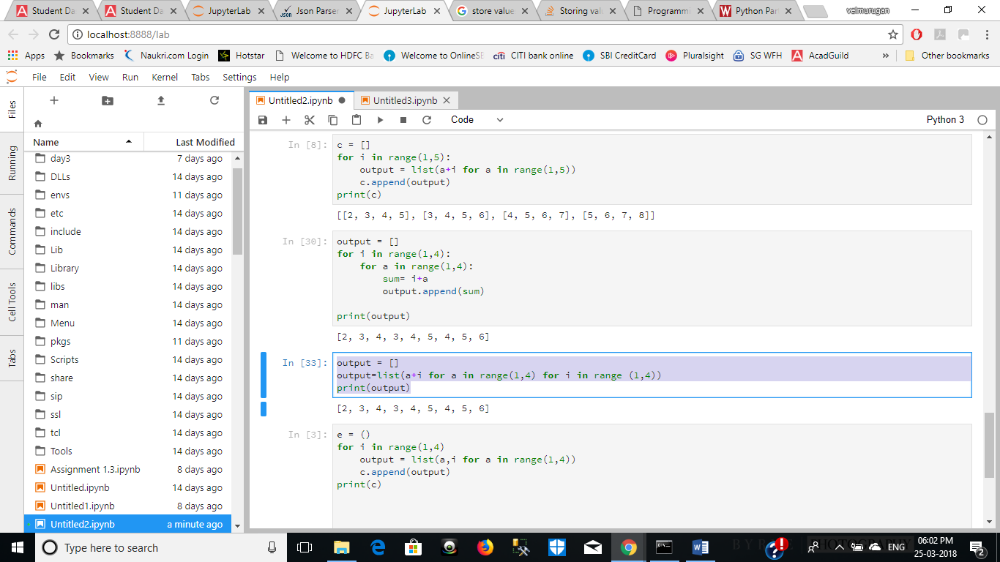 Student Da
Student Da
JupyterLab
Json Parser
JupyterLab
store value
Storing val
Programmi
Python Par
velmurugan
localhost:8888/lab
Apps
Bookmarks
Naukri.com Login
Hotstar
Welcome to HDFC Ba
Welcome to OnlineSB
citi CITI bank online
SBI CreditCard
Pluralsight
SG WFH
AcadGuild
»
Other bookmarks
File Edit View Run Kernel Tabs Settings Help
Files
Running
Commands
Cell Tools
Tabs
Name Last Modified
day3 7 days ago
DLLs 14 days ago
envs 11 days ago
etc 14 days ago
include 14 days ago
Lib 14 days ago
Library 14 days ago
libs 14 days ago
man 14 days ago
Menu 14 days ago
pkgs 11 days ago
Scripts 14 days ago
share 14 days ago
sip 14 days ago
ssl 14 days ago
tcl 14 days ago
Tools 14 days ago
Assignment 1.3.ipynb 8 days ago
Untitled.ipynb 14 days ago
Untitled1.ipynb 8 days ago
Untitled2.ipynb a minute ago
Untitled2.ipynb
Untitled3.ipynb
Code
Python 3
In [8]:
c = []
for i in range(1,5):
    output = list(a+i for a in range(1,5))
    c.append(output)
print(c)
[[2, 3, 4, 5], [3, 4, 5, 6], [4, 5, 6, 7], [5, 6, 7, 8]]
In [30]:
output = []
for i in range(1,4):
    for a in range(1,4):
        sum= i+a
        output.append(sum)
print(output)
[2, 3, 4, 3, 4, 5, 4, 5, 6]
In [33]:
output = []
output=list(a+i for a in range(1,4) for i in range (1,4))
print(output)
[2, 3, 4, 3, 4, 5, 4, 5, 6]
In [3]:
e = ()
for i in range(1,4)
    output = list(a,i for a in range(1,4))
    c.append(output)
print(c)
Type here to search
PHOTOGRAPHY
ENG
06:02 PM
25-03-2018
2